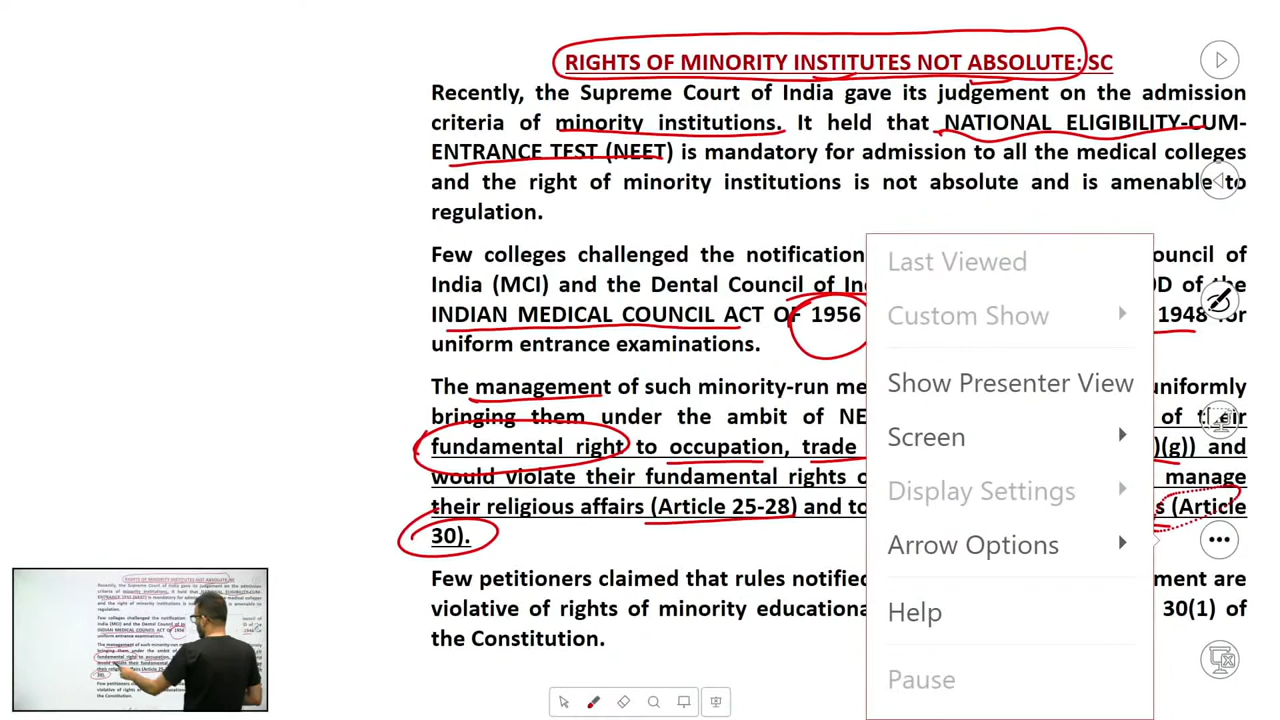 RIGHTS OF MINORITY INSTITUTES NOT ABSOLUTE: SC
Recently, the Supreme Court of India gave its judgement on the admission
criteria of minority institutions. It held that NATIONAL ELIGIBILITY-CUM-
ENTRANCE TEST (NEET) is mandatory for admission to all the medical colleges
and the right of minority institutions is not absolute and is amenable to
regulation.
Few colleges challenged the notification ouncil of
India (MCI) and the Dental Council of In 0D of the
INDIAN MEDICAL COUNCIL ACT OF 1956 1948 for
uniform entrance examinations.
The management of such minority-run me uniformly
bringing them under the ambit of NE of their
fundamental right to occupation, trade )(g)) and
would violate their fundamental rights o manage
their religious affairs (Article 25-28) and to s (Article
30).
Few petitioners claimed that rules notified ment are
violative of rights of minority educationa 30(1) of
the Constitution.
Last Viewed
Custom Show
Show Presenter View
Screen
Display Settings
Arrow Options
Help
Pause